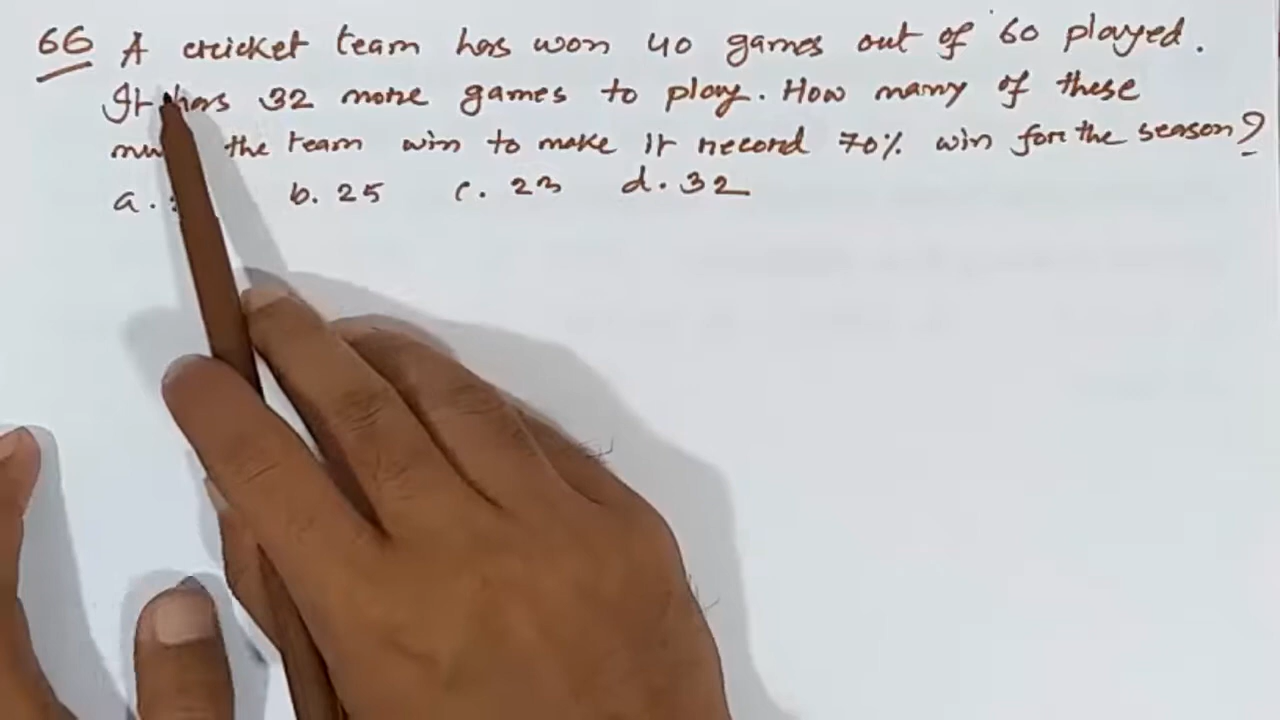 66 A cricket team has won 40 games out of 60 played.
It has 32 more games to play. How many of these
the team win to make it record 70% win for the season?
a. b. 25 c. 23 d. 32